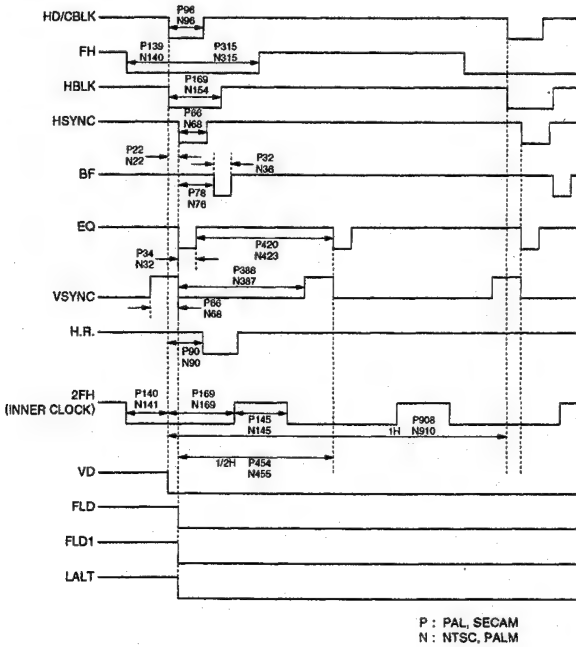 HD/CBLK
P96
N96
FH
P139
N140
P315
N315
HBLK
P169
N154
HSYNC
P66
N68
P22
N22
BF
P32
N36
P78
N76
EQ
P34
N32
P420
N423
P388
N387
VSYNC
P66
N68
H.R.
P90
N90
2FH
(INNER CLOCK)
P140
N141
P169
N169
P145
N145
1H
P908
N910
1/2H
P454
N455
VD
FLD
FLD1
LALT
P : PAL, SECAM
N : NTSC, PALM